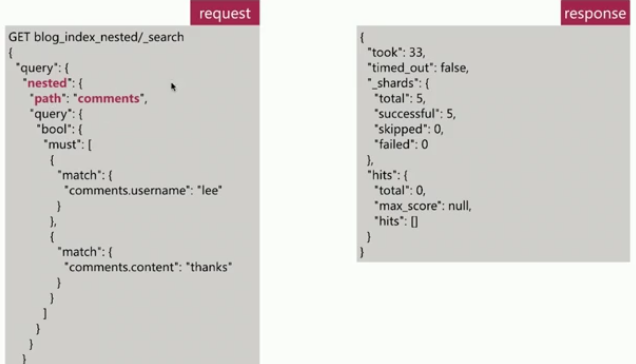 request
GET blog_index_nested/_search
{
"query": {
"nested": {
"path": "comments",
"query": {
"bool": {
"must": [
{
"match": {
"comments.username": "lee"
}
},
{
"match": {
"comments.content": "thanks"
}
}
]
}
}
}
response
{
"took": 33,
"timed_out": false,
"_shards": {
"total": 5,
"successful": 5,
"skipped": 0,
"failed": 0
},
"hits": {
"total": 0,
"max_score": null,
"hits": []
}
}